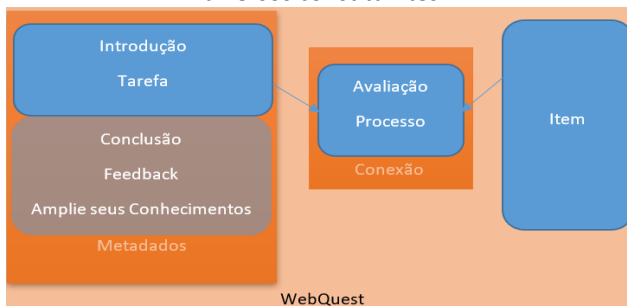 Introdução
Tarefa
Conclusão
Feedback
Amplie seus Conhecimentos
Metadados
Avaliação
Processo
Conexão
Item
WebQuest